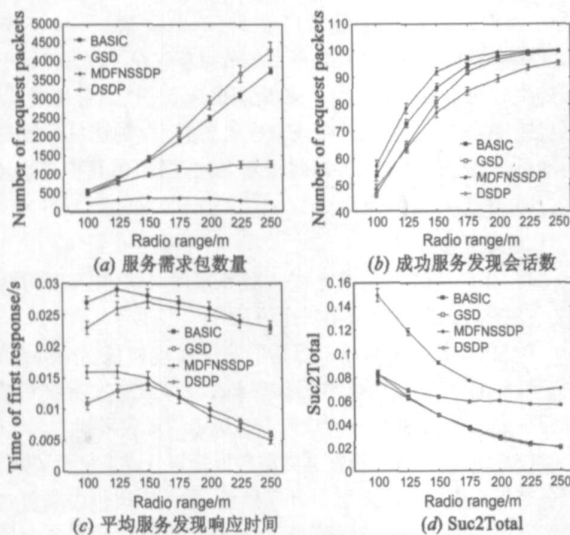 Number of request packets
5000
4500
4000
3500
3000
2500
2000
1500
1000
500
0
BASIC
GSD
MDFNSSDP
DSDP
100 125 150 175 200 225 250
Radio range/m
(a) 服务需求包数量
Number of request packets
110
100
90
80
70
60
50
40
BASIC
GSD
MDFNSSDP
DSDP
100 125 150 175 200 225 250
Radio range/m
(b) 成功服务发现会话数
Time of first response/s
0.03
0.025
0.02
0.015
0.01
0.005
0
BASIC
GSD
MDFNSSDP
DSDP
100 125 150 175 200 225 250
Radio range/m
(c) 平均服务发现响应时间
Suc2Total
0.16
0.14
0.12
0.1
0.08
0.06
0.04
0.02
0
BASIC
GSD
MDFNSSDP
DSDP
100 125 150 175 200 225 250
Radio range/m
(d) Suc2Total